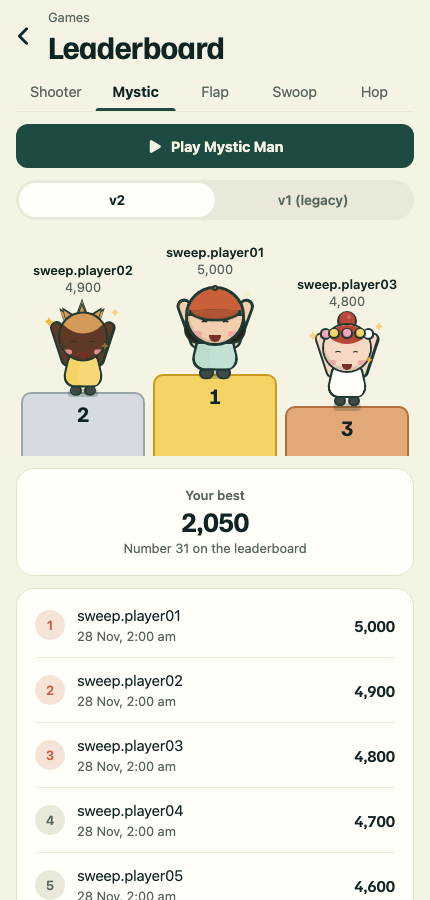 Games
Leaderboard
Shooter Mystic Flap Swoop Hop
Play Mystic Man
v2 v1 (legacy)
sweep.player01
5,000
sweep.player02
4,900
sweep.player03
4,800
1
2
3
Your best
2,050
Number 31 on the leaderboard
1 sweep.player01 5,000
28 Nov, 2:00 am
2 sweep.player02 4,900
28 Nov, 2:00 am
3 sweep.player03 4,800
28 Nov, 2:00 am
4 sweep.player04 4,700
28 Nov, 2:00 am
5 sweep.player05 4,600
28 Nov, 2:00 am